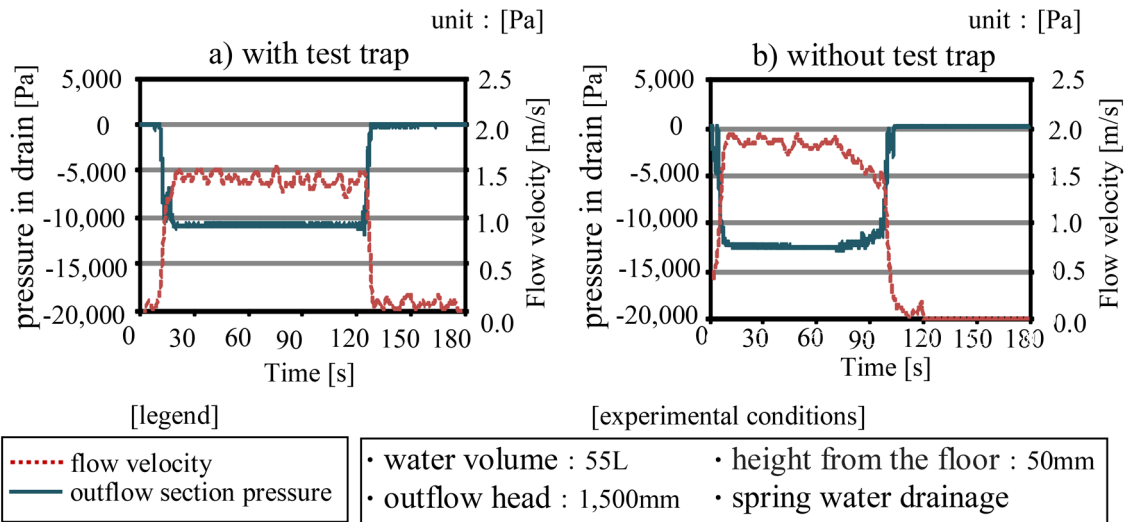 unit : [Pa]
a) with test trap
pressure in drain [Pa]
5,000
0
-5,000
-10,000
-15,000
-20,000
2.5
2.0
1.5
1.0
0.5
0.0
Flow velocity [m/s]
0 30 60 90 120 150 180
Time [s]
unit : [Pa]
b) without test trap
pressure in drain [Pa]
5,000
0
-5,000
-10,000
-15,000
-20,000
2.5
2.0
1.5
1.0
0.5
0.0
Flow velocity [m/s]
0 30 60 90 120 150 180
Time [s]
[legend]
flow velocity
outflow section pressure
[experimental conditions]
・water volume : 55L ・height from the floor : 50mm
・outflow head : 1,500mm ・spring water drainage